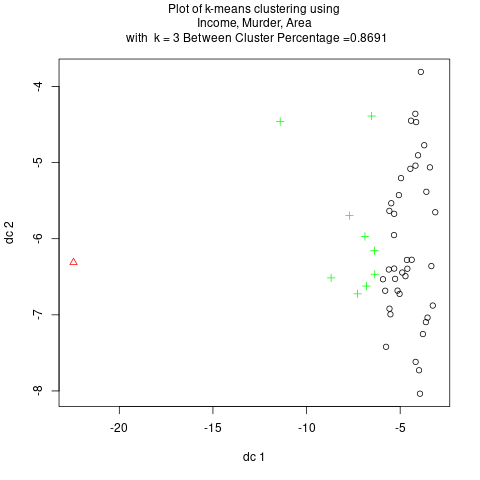 Plot of k-means clustering using
Income, Murder, Area
with  k = 3 Between Cluster Percentage =0.8691
dc 2
-4
-5
-6
-7
-8
-20
-15
-10
-5
dc 1